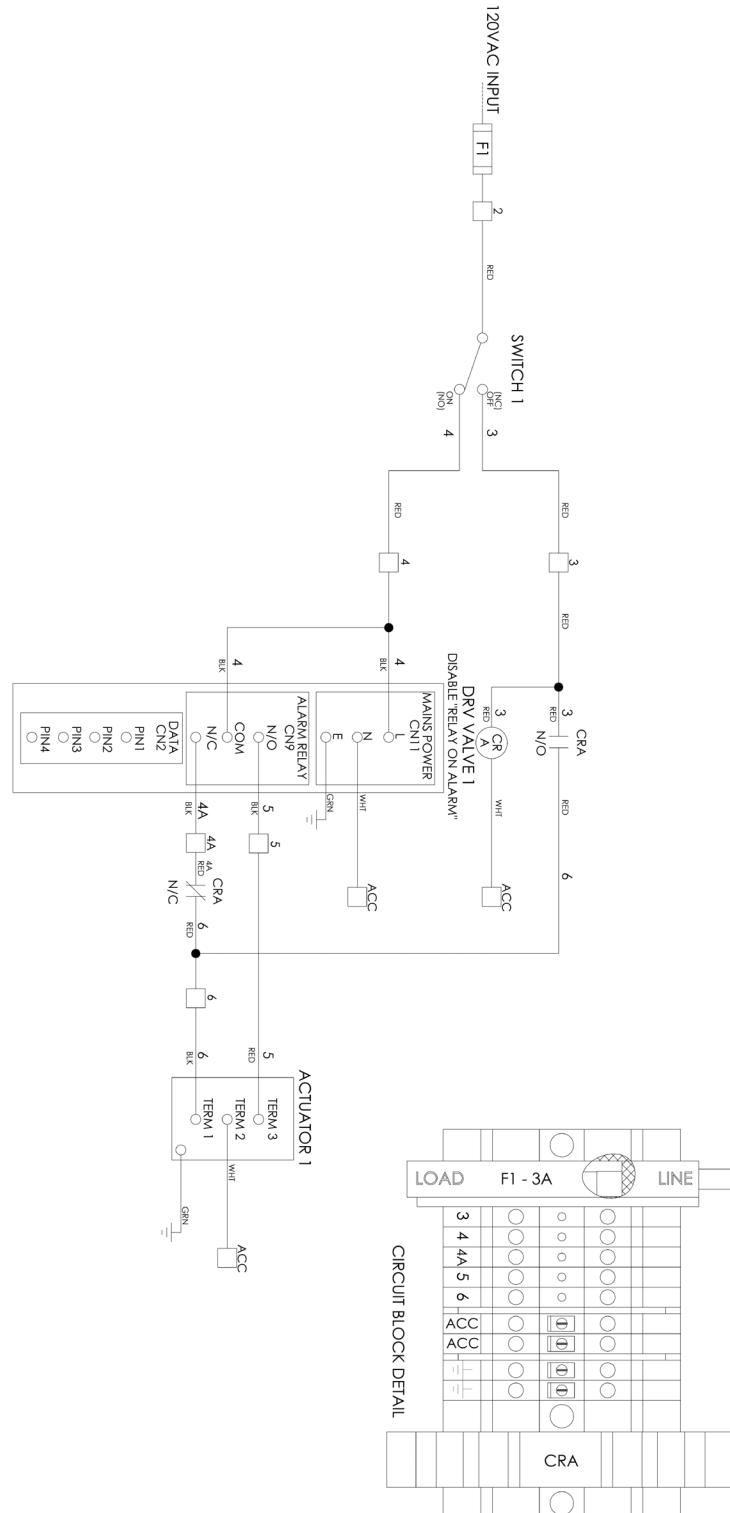 120VAC INPUT
F1
2
RED
SWITCH 1
(NC)
OFF
ON
(NO)
3
4
RED
RED
3
4
RED
4
BLK
4
BLK
DRV VALVE 1
DISABLE "RELAY ON ALARM"
MAINS POWER
CN11
L
N
E
ALARM RELAY
CN9
N/O
COM
N/C
DATA
CN2
PIN1
PIN2
PIN3
PIN4
3
RED
CR
A
WHT
ACC
3
RED
CRA
N/O
RED
6
GRN
WHT
ACC
4A
BLK
4A
4A
RED
CRA
N/C
6
RED
5
BLK
5
6
6
BLK
5
RED
ACTUATOR 1
TERM 3
TERM 2
TERM 1
WHT
ACC
GRN
LOAD
F1 - 3A
LINE
3
4
4A
5
6
ACC
ACC
CRA
CIRCUIT BLOCK DETAIL